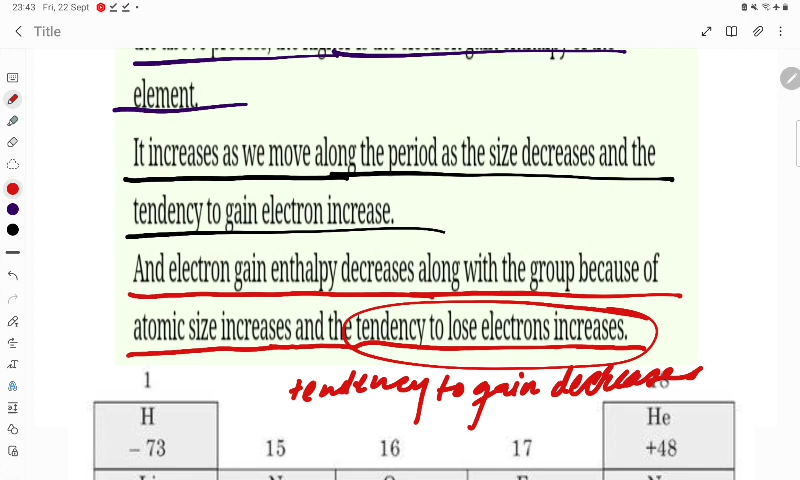 23:43 Fri, 22 Sept
Title
element.
It increases as we move along the period as the size decreases and the
tendency to gain electron increase.
And electron gain enthalpy decreases along with the group because of
atomic size increases and the tendency to lose electrons increases.
tendency to gain decreases
1
H
He
– 73
15
16
17
+48